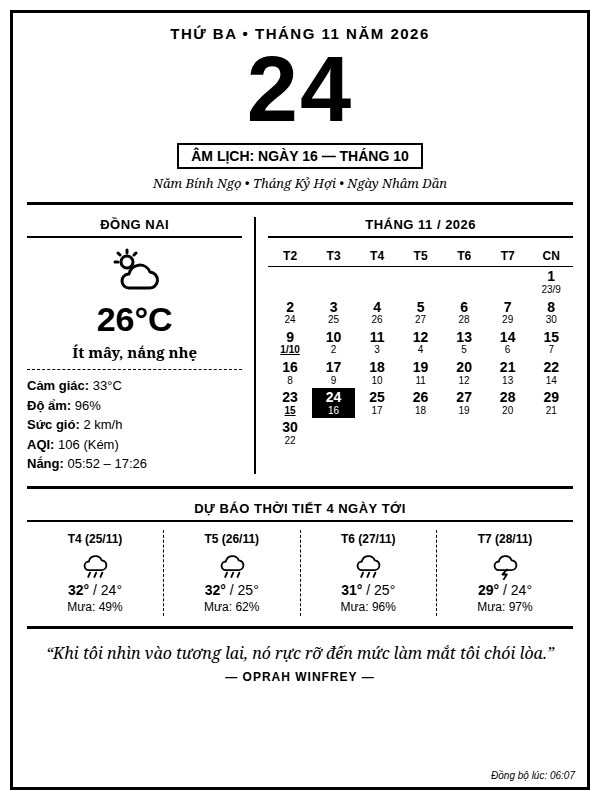 THỨ BA • THÁNG 11 NĂM 2026
24
ÂM LỊCH: NGÀY 16 — THÁNG 10
Năm Bính Ngọ • Tháng Kỷ Hợi • Ngày Nhâm Dần
ĐỒNG NAI
26°C
Ít mây, nắng nhẹ
Cảm giác: 33°C
Độ ẩm: 96%
Sức gió: 2 km/h
AQI: 106 (Kém)
Nắng: 05:52 – 17:26
THÁNG 11 / 2026
T2 T3 T4 T5 T6 T7 CN
1
23/9
2 3 4 5 6 7 8
24 25 26 27 28 29 30
9 10 11 12 13 14 15
1/10 2 3 4 5 6 7
16 17 18 19 20 21 22
8 9 10 11 12 13 14
23 24 25 26 27 28 29
15 16 17 18 19 20 21
30
22
DỰ BÁO THỜI TIẾT 4 NGÀY TỚI
T4 (25/11) T5 (26/11) T6 (27/11) T7 (28/11)
32° / 24° 32° / 25° 31° / 25° 29° / 24°
Mưa: 49% Mưa: 62% Mưa: 96% Mưa: 97%
“Khi tôi nhìn vào tương lai, nó rực rỡ đến mức làm mắt tôi chói lòa.”
— OPRAH WINFREY —
Đồng bộ lúc: 06:07